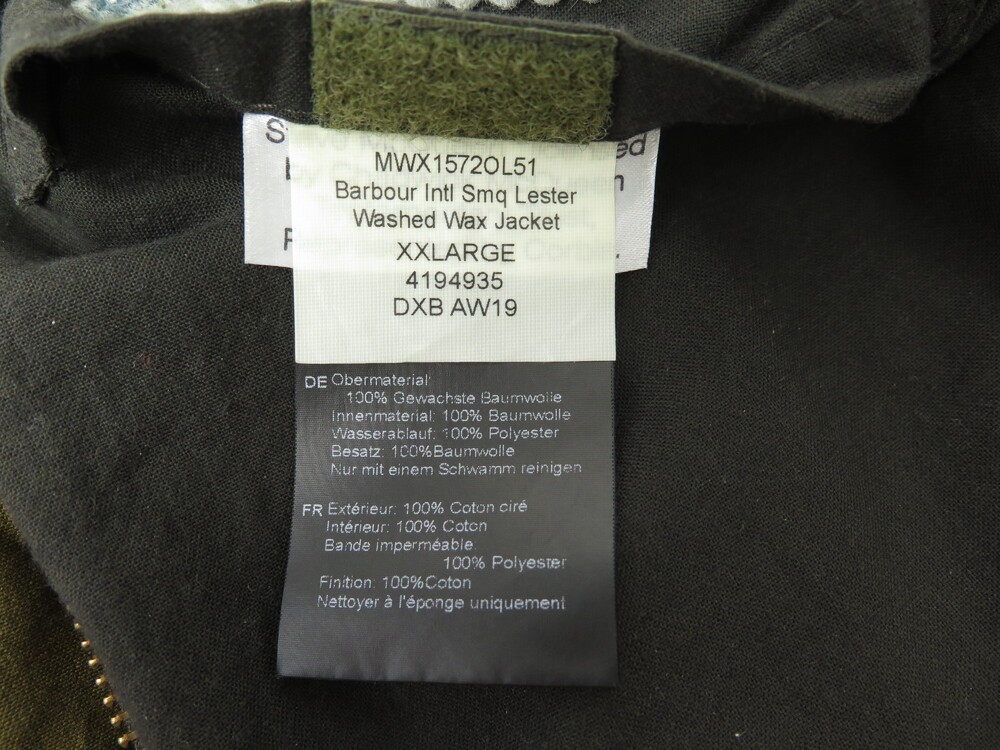 MWX1572OL51
Barbour Intl Smq Lester
Washed Wax Jacket
XXLARGE
4194935
DXB AW19
DE Obermaterial:
100% Gewachste Baumwolle
Innenmaterial: 100% Baumwolle
Wasserablauf: 100% Polyester
Besatz: 100%Baumwolle
Nur mit einem Schwamm reinigen
FR Extérieur: 100% Coton ciré
Intérieur: 100% Coton
Bande imperméable:
100% Polyester
Finition: 100%Coton
Nettoyer à l'éponge uniquement